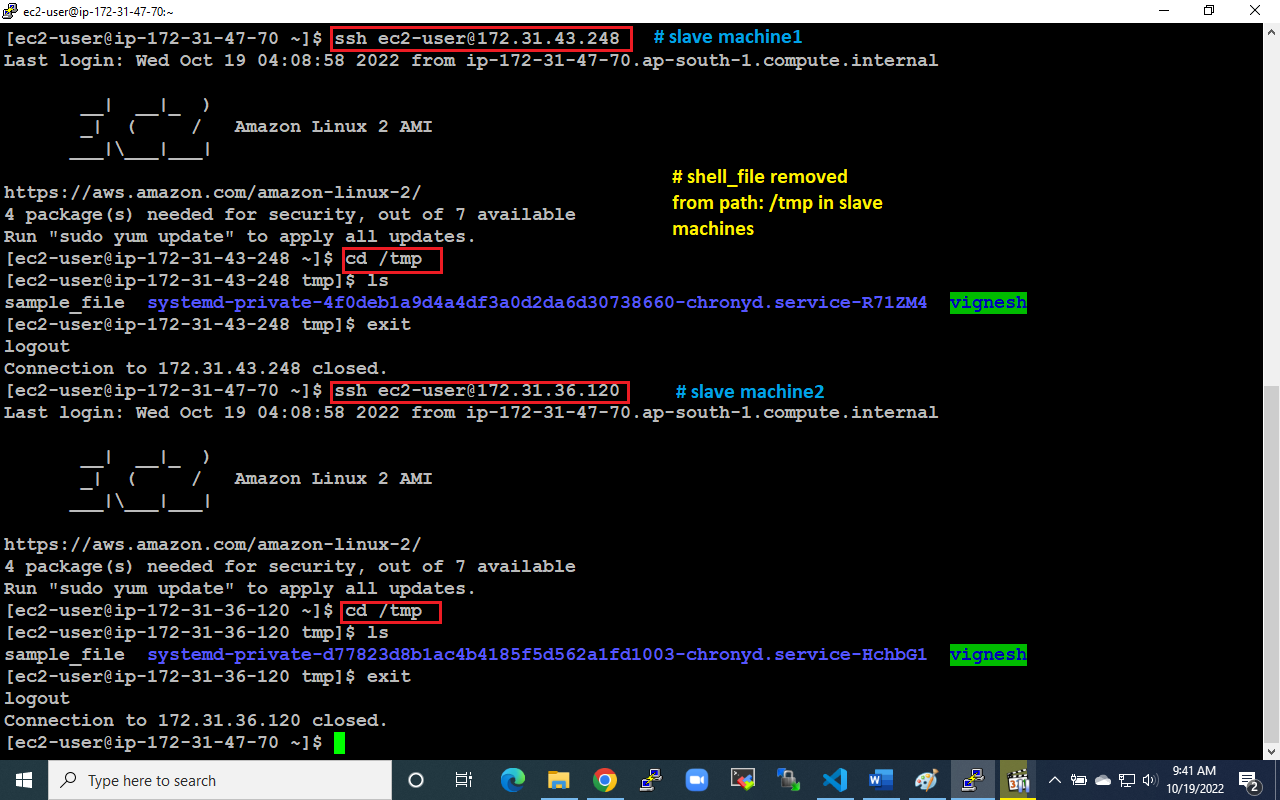 ec2-user@ip-172-31-47-70:~
[ec2-user@ip-172-31-47-70 ~]$ ssh ec2-user@172.31.43.248 # slave machine1
Last login: Wed Oct 19 04:08:58 2022 from ip-172-31-47-70.ap-south-1.compute.internal
__|  __|_  )
_|  (     /   Amazon Linux 2 AMI
___|\___|___|
# shell_file removed
from path: /tmp in slave
machines
https://aws.amazon.com/amazon-linux-2/
4 package(s) needed for security, out of 7 available
Run "sudo yum update" to apply all updates.
[ec2-user@ip-172-31-43-248 ~]$ cd /tmp
[ec2-user@ip-172-31-43-248 tmp]$ ls
sample_file  systemd-private-4f0deb1a9d4a4df3a0d2da6d30738660-chronyd.service-R71ZM4  vignesh
[ec2-user@ip-172-31-43-248 tmp]$ exit
logout
Connection to 172.31.43.248 closed.
[ec2-user@ip-172-31-47-70 ~]$ ssh ec2-user@172.31.36.120 # slave machine2
Last login: Wed Oct 19 04:08:58 2022 from ip-172-31-47-70.ap-south-1.compute.internal
__|  __|_  )
_|  (     /   Amazon Linux 2 AMI
___|\___|___|
https://aws.amazon.com/amazon-linux-2/
4 package(s) needed for security, out of 7 available
Run "sudo yum update" to apply all updates.
[ec2-user@ip-172-31-36-120 ~]$ cd /tmp
[ec2-user@ip-172-31-36-120 tmp]$ ls
sample_file  systemd-private-d77823d8b1ac4b4185f5d562a1fd1003-chronyd.service-HchbG1  vignesh
[ec2-user@ip-172-31-36-120 tmp]$ exit
logout
Connection to 172.31.36.120 closed.
[ec2-user@ip-172-31-47-70 ~]$
Type here to search
9:41 AM
10/19/2022
2